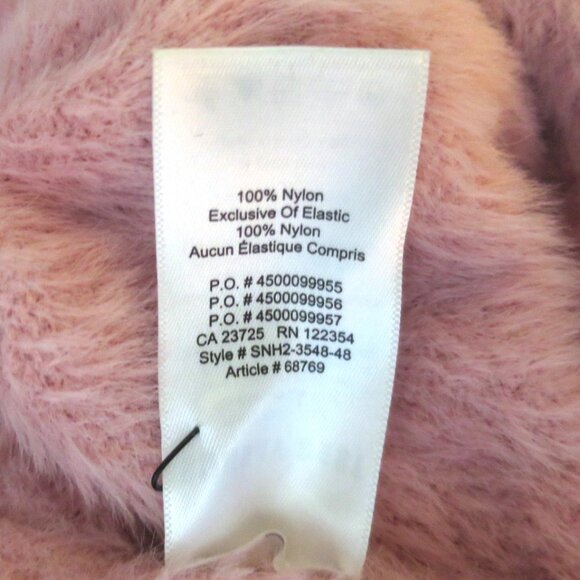 100% Nylon
Exclusive Of Elastic
100% Nylon
Aucun Élastique Compris
P.O. # 4500099955
P.O. # 4500099956
P.O. # 4500099957
CA 23725 RN 122354
Style # SNH2-3548-48
Article # 68769